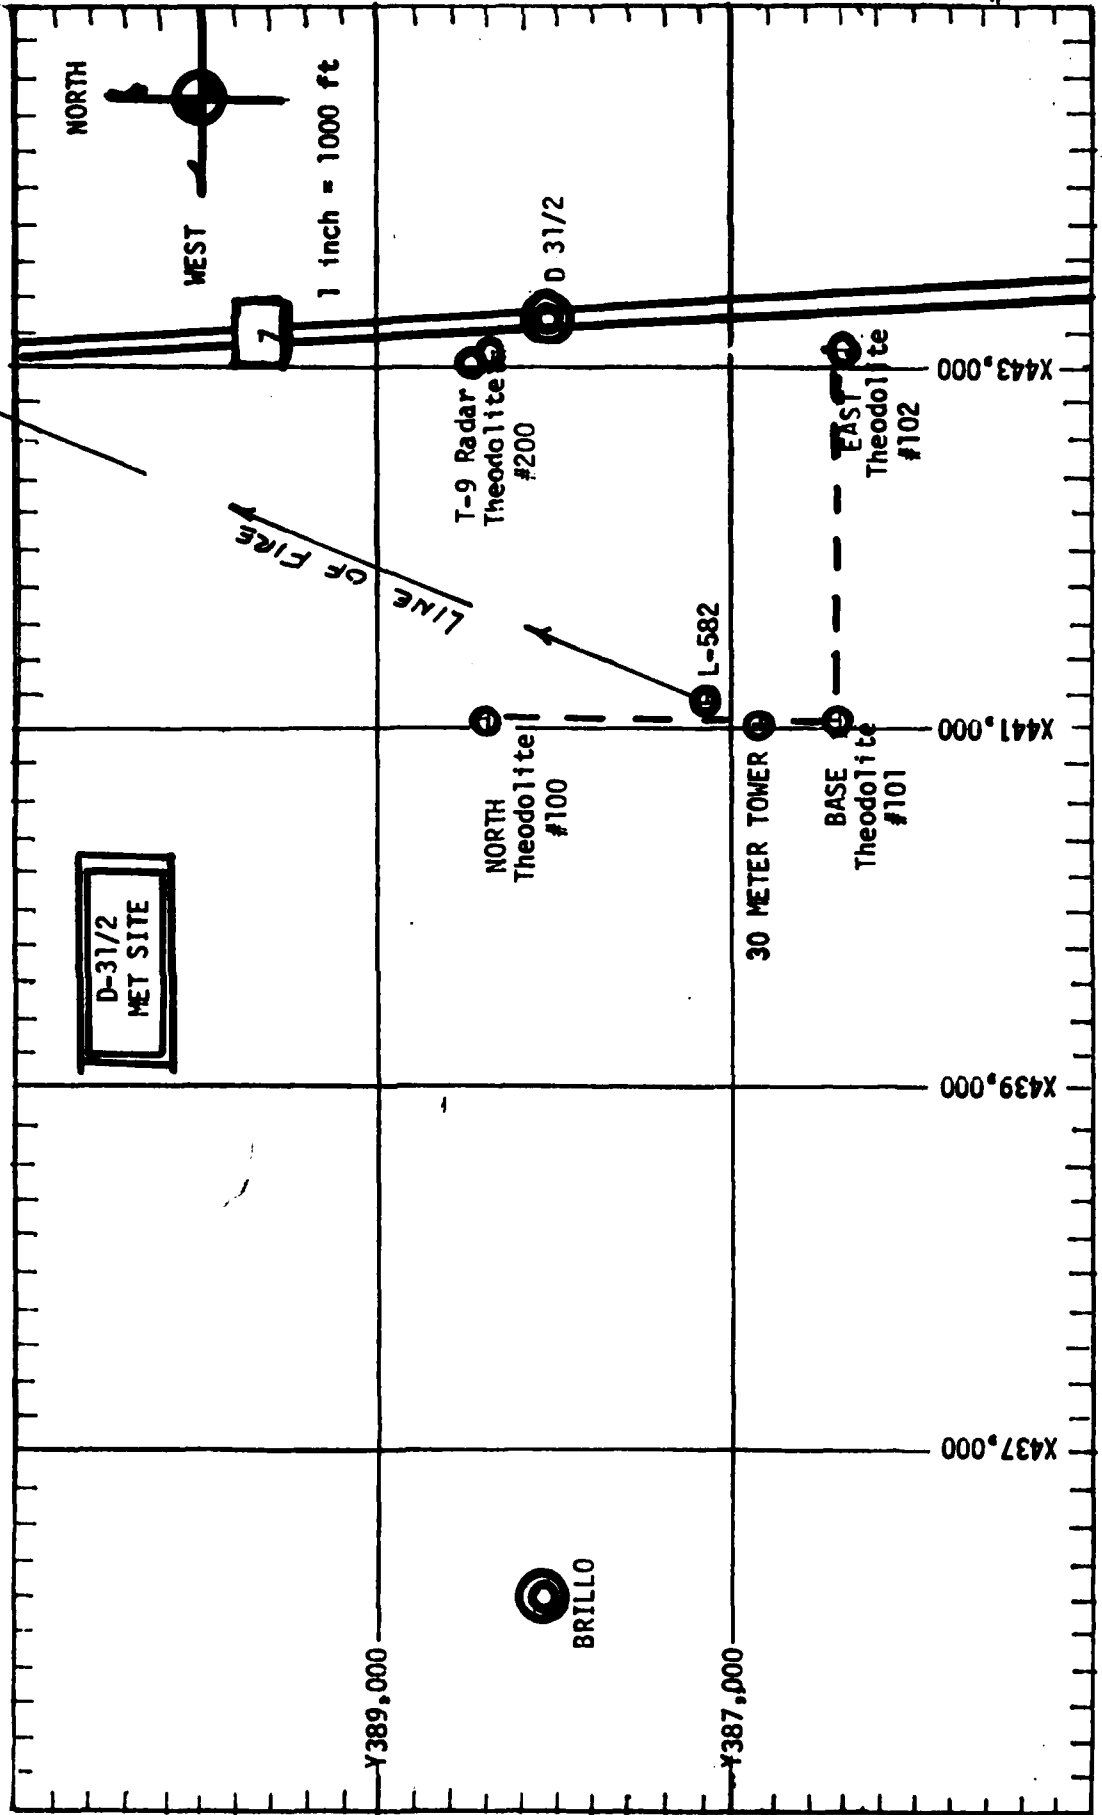 D-31/2
MET SITE
NORTH
WEST
1 inch = 1000 ft
7
LINE OF FIRE
T-9 Radar
Theodolite
#200
D 31/2
NORTH
Theodolite
#100
L-582
30 METER TOWER
BASE
Theodolite
#101
EAST
Theodolite
#102
BRILLO
Y389,000
Y387,000
X437,000
X439,000
X441,000
X443,000